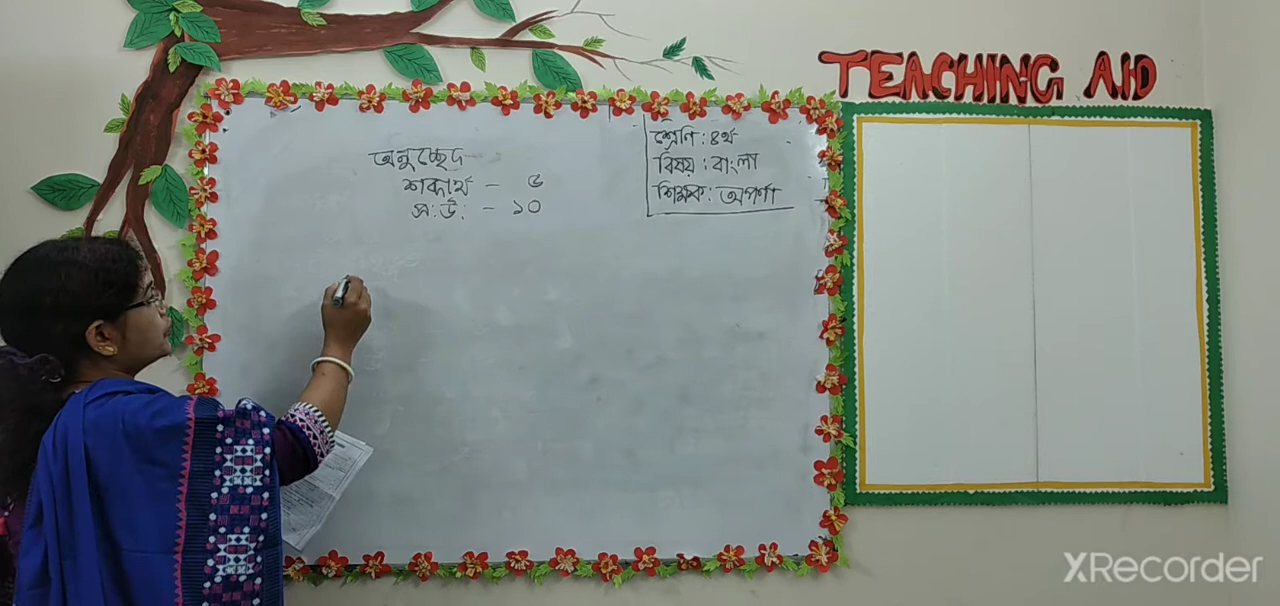 TEACHING AID
শ্রেণি : ৪র্থ
বিষয় : বাংলা
শিক্ষক : অপর্ণা
অনুচ্ছেদ
শব্দার্থ - ৫
স: উ: - ১০
XRecorder